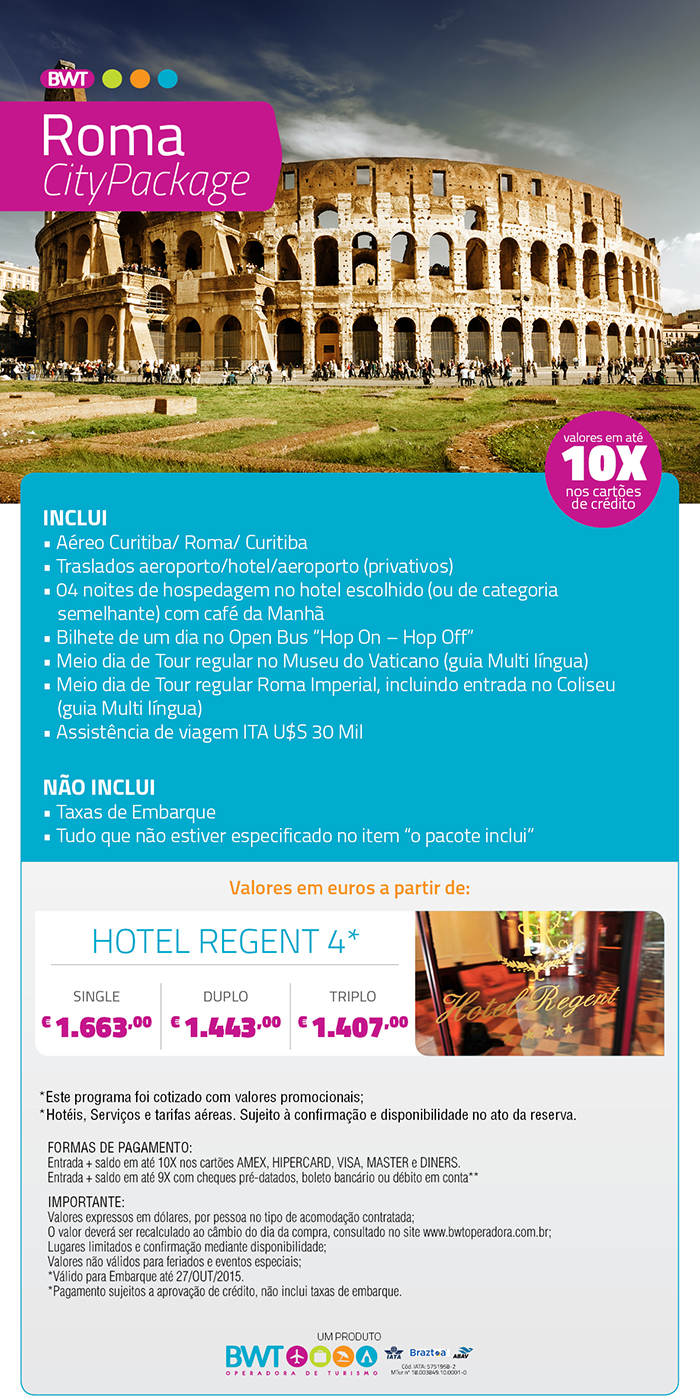 BWT
Roma
CityPackage
valores em até
10X
nos cartões
de crédito
INCLUI
▪ Aéreo Curitiba/ Roma/ Curitiba
▪ Traslados aeroporto/hotel/aeroporto (privativos)
▪ 04 noites de hospedagem no hotel escolhido (ou de categoria
semelhante) com café da Manhã
▪ Bilhete de um dia no Open Bus “Hop On – Hop Off”
▪ Meio dia de Tour regular no Museu do Vaticano (guia Multi língua)
▪ Meio dia de Tour regular Roma Imperial, incluindo entrada no Coliseu
(guia Multi língua)
▪ Assistência de viagem ITA U$S 30 Mil
NÃO INCLUI
▪ Taxas de Embarque
▪ Tudo que não estiver especificado no item “o pacote inclui“
Valores em euros a partir de:
HOTEL REGENT 4*
SINGLE DUPLO TRIPLO
€ 1.663,00 € 1.443,00 € 1.407,00
Hotel Regent
*Este programa foi cotizado com valores promocionais;
*Hotéis, Serviços e tarifas aéreas. Sujeito à confirmação e disponibilidade no ato da reserva.
FORMAS DE PAGAMENTO:
Entrada + saldo em até 10X nos cartões AMEX, HIPERCARD, VISA, MASTER e DINERS.
Entrada + saldo em até 9X com cheques pré-datados, boleto bancário ou débito em conta**
IMPORTANTE:
Valores expressos em dólares, por pessoa no tipo de acomodação contratada;
O valor deverá ser recalculado ao câmbio do dia da compra, consultado no site www.bwtoperadora.com.br;
Lugares limitados e confirmação mediante disponibilidade;
Valores não válidos para feriados e eventos especiais;
*Válido para Embarque até 27/OUT/2015.
*Pagamento sujeitos a aprovação de crédito, não inclui taxas de embarque.
UM PRODUTO
BWT
OPERADORA DE TURISMO
IATA Braztoa ABAV
Cód. IATA: 5751958-2
MTur nº 18.003849.10.0001-0